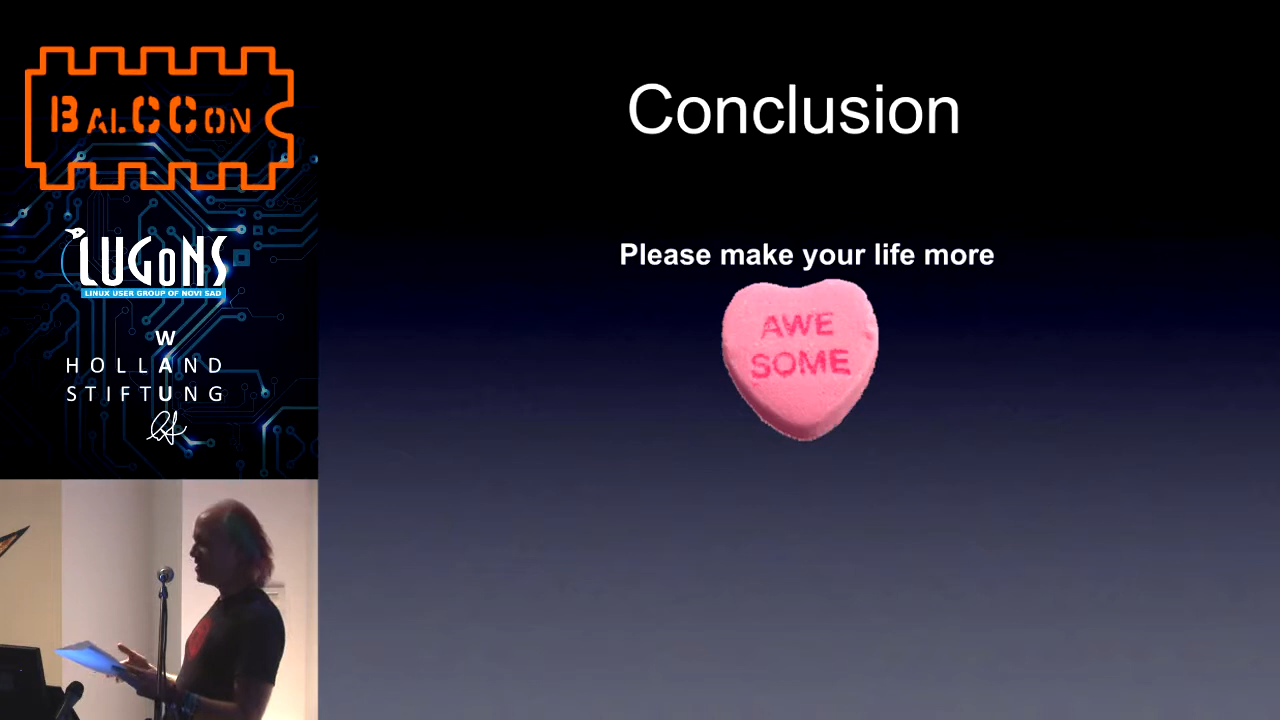 BALCCON
LUGoNS
LINUX USER GROUP OF NOVI SAD
W
HOLLAND
STIFTUNG
Conclusion
Please make your life more
AWE
SOME